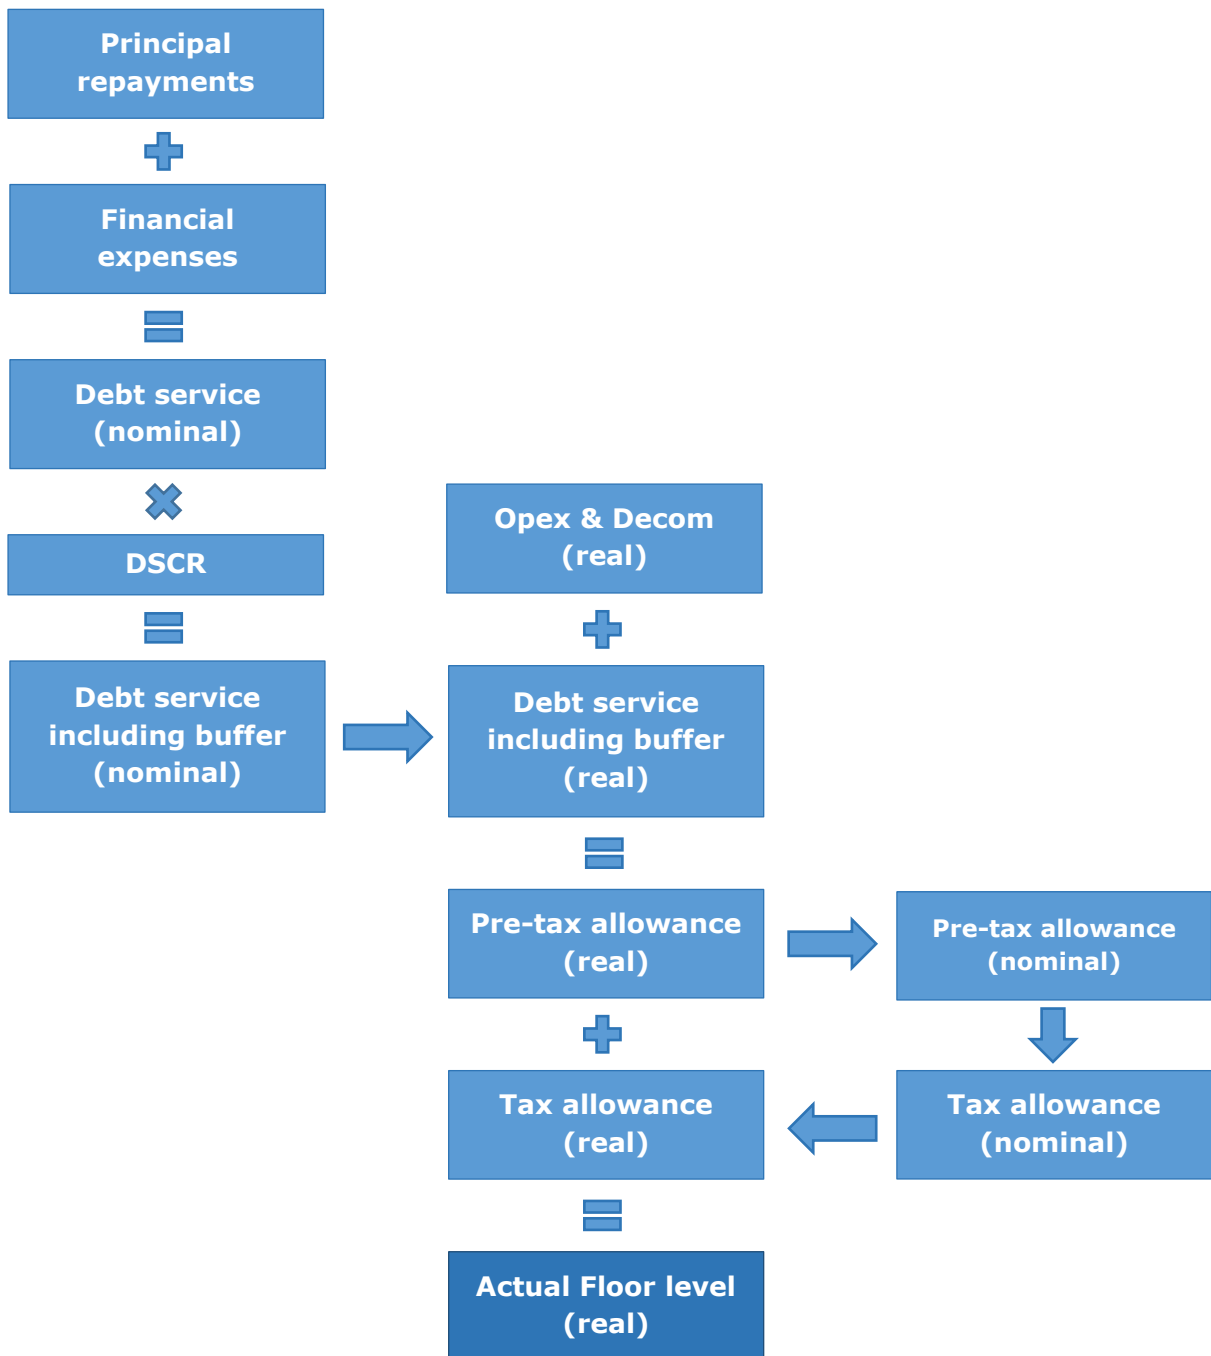 Principal
repayments
Financial
expenses
Debt service
(nominal)
DSCR
Debt service
including buffer
(nominal)
Opex & Decom
(real)
Debt service
including buffer
(real)
Pre-tax allowance
(real)
Pre-tax allowance
(nominal)
Tax allowance
(real)
Tax allowance
(nominal)
Actual Floor level
(real)